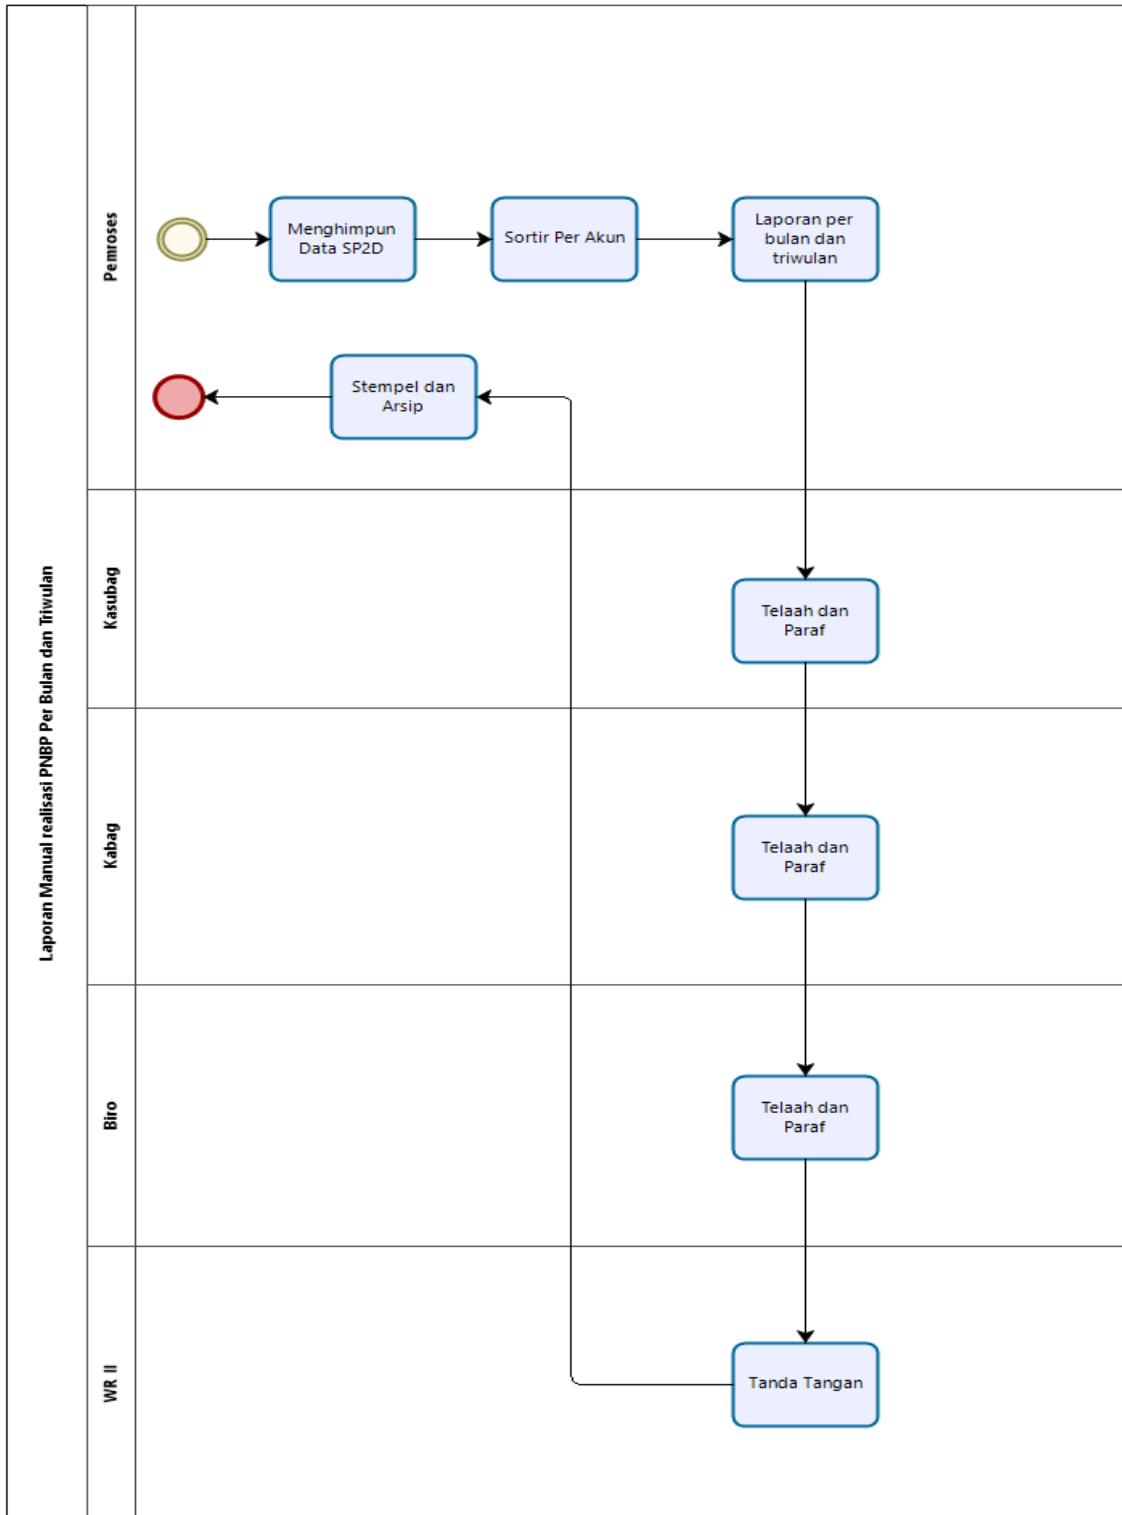 Laporan Manual realisasi PNBP Per Bulan dan Triwulan
Pemroses
Menghimpun
Data SP2D
Sortir Per Akun
Laporan per
bulan dan
triwulan
Stempel dan
Arsip
Kasubag
Telaah dan
Paraf
Kabag
Telaah dan
Paraf
Biro
Telaah dan
Paraf
WR II
Tanda Tangan